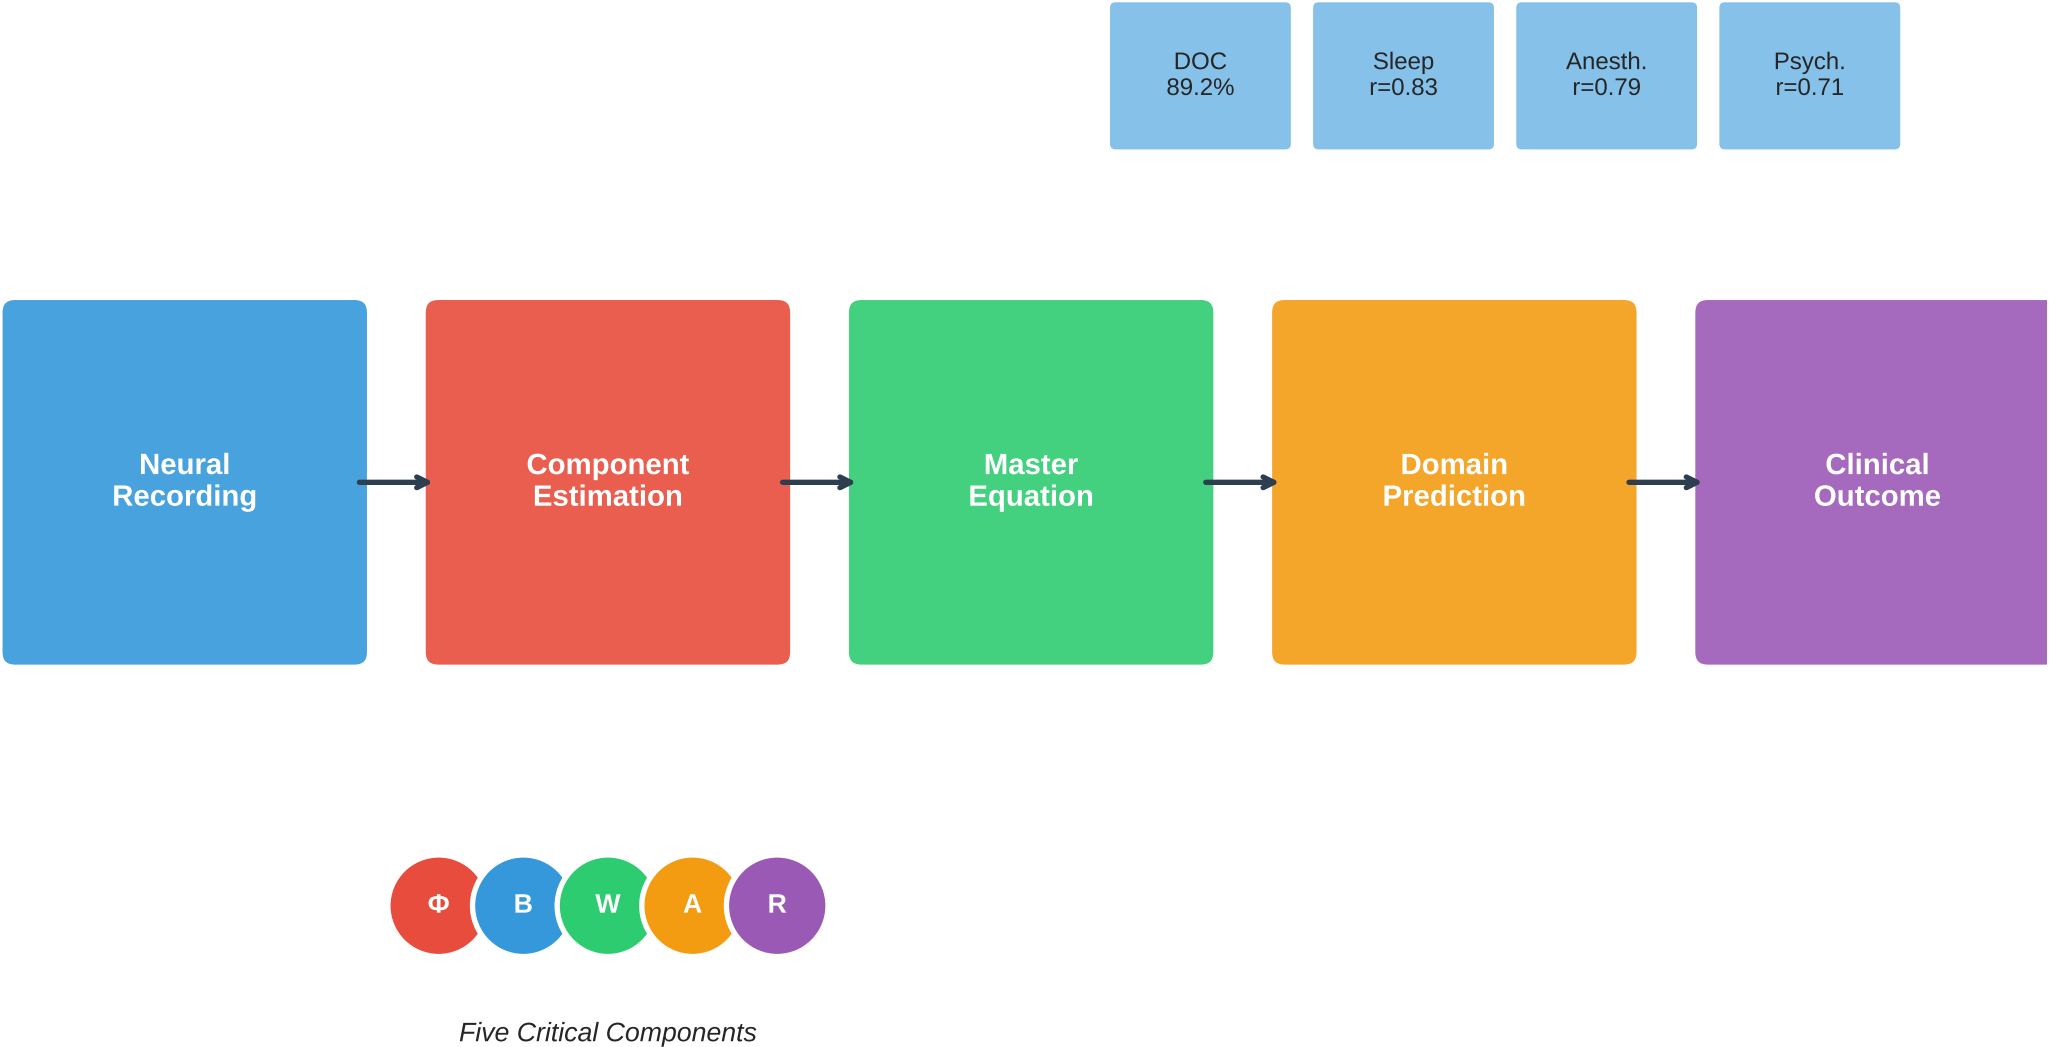 DOC
89.2%
Sleep
r=0.83
Anesth.
r=0.79
Psych.
r=0.71
Neural
Recording
Component
Estimation
Master
Equation
Domain
Prediction
Clinical
Outcome
Φ
B
W
A
R
Five Critical Components